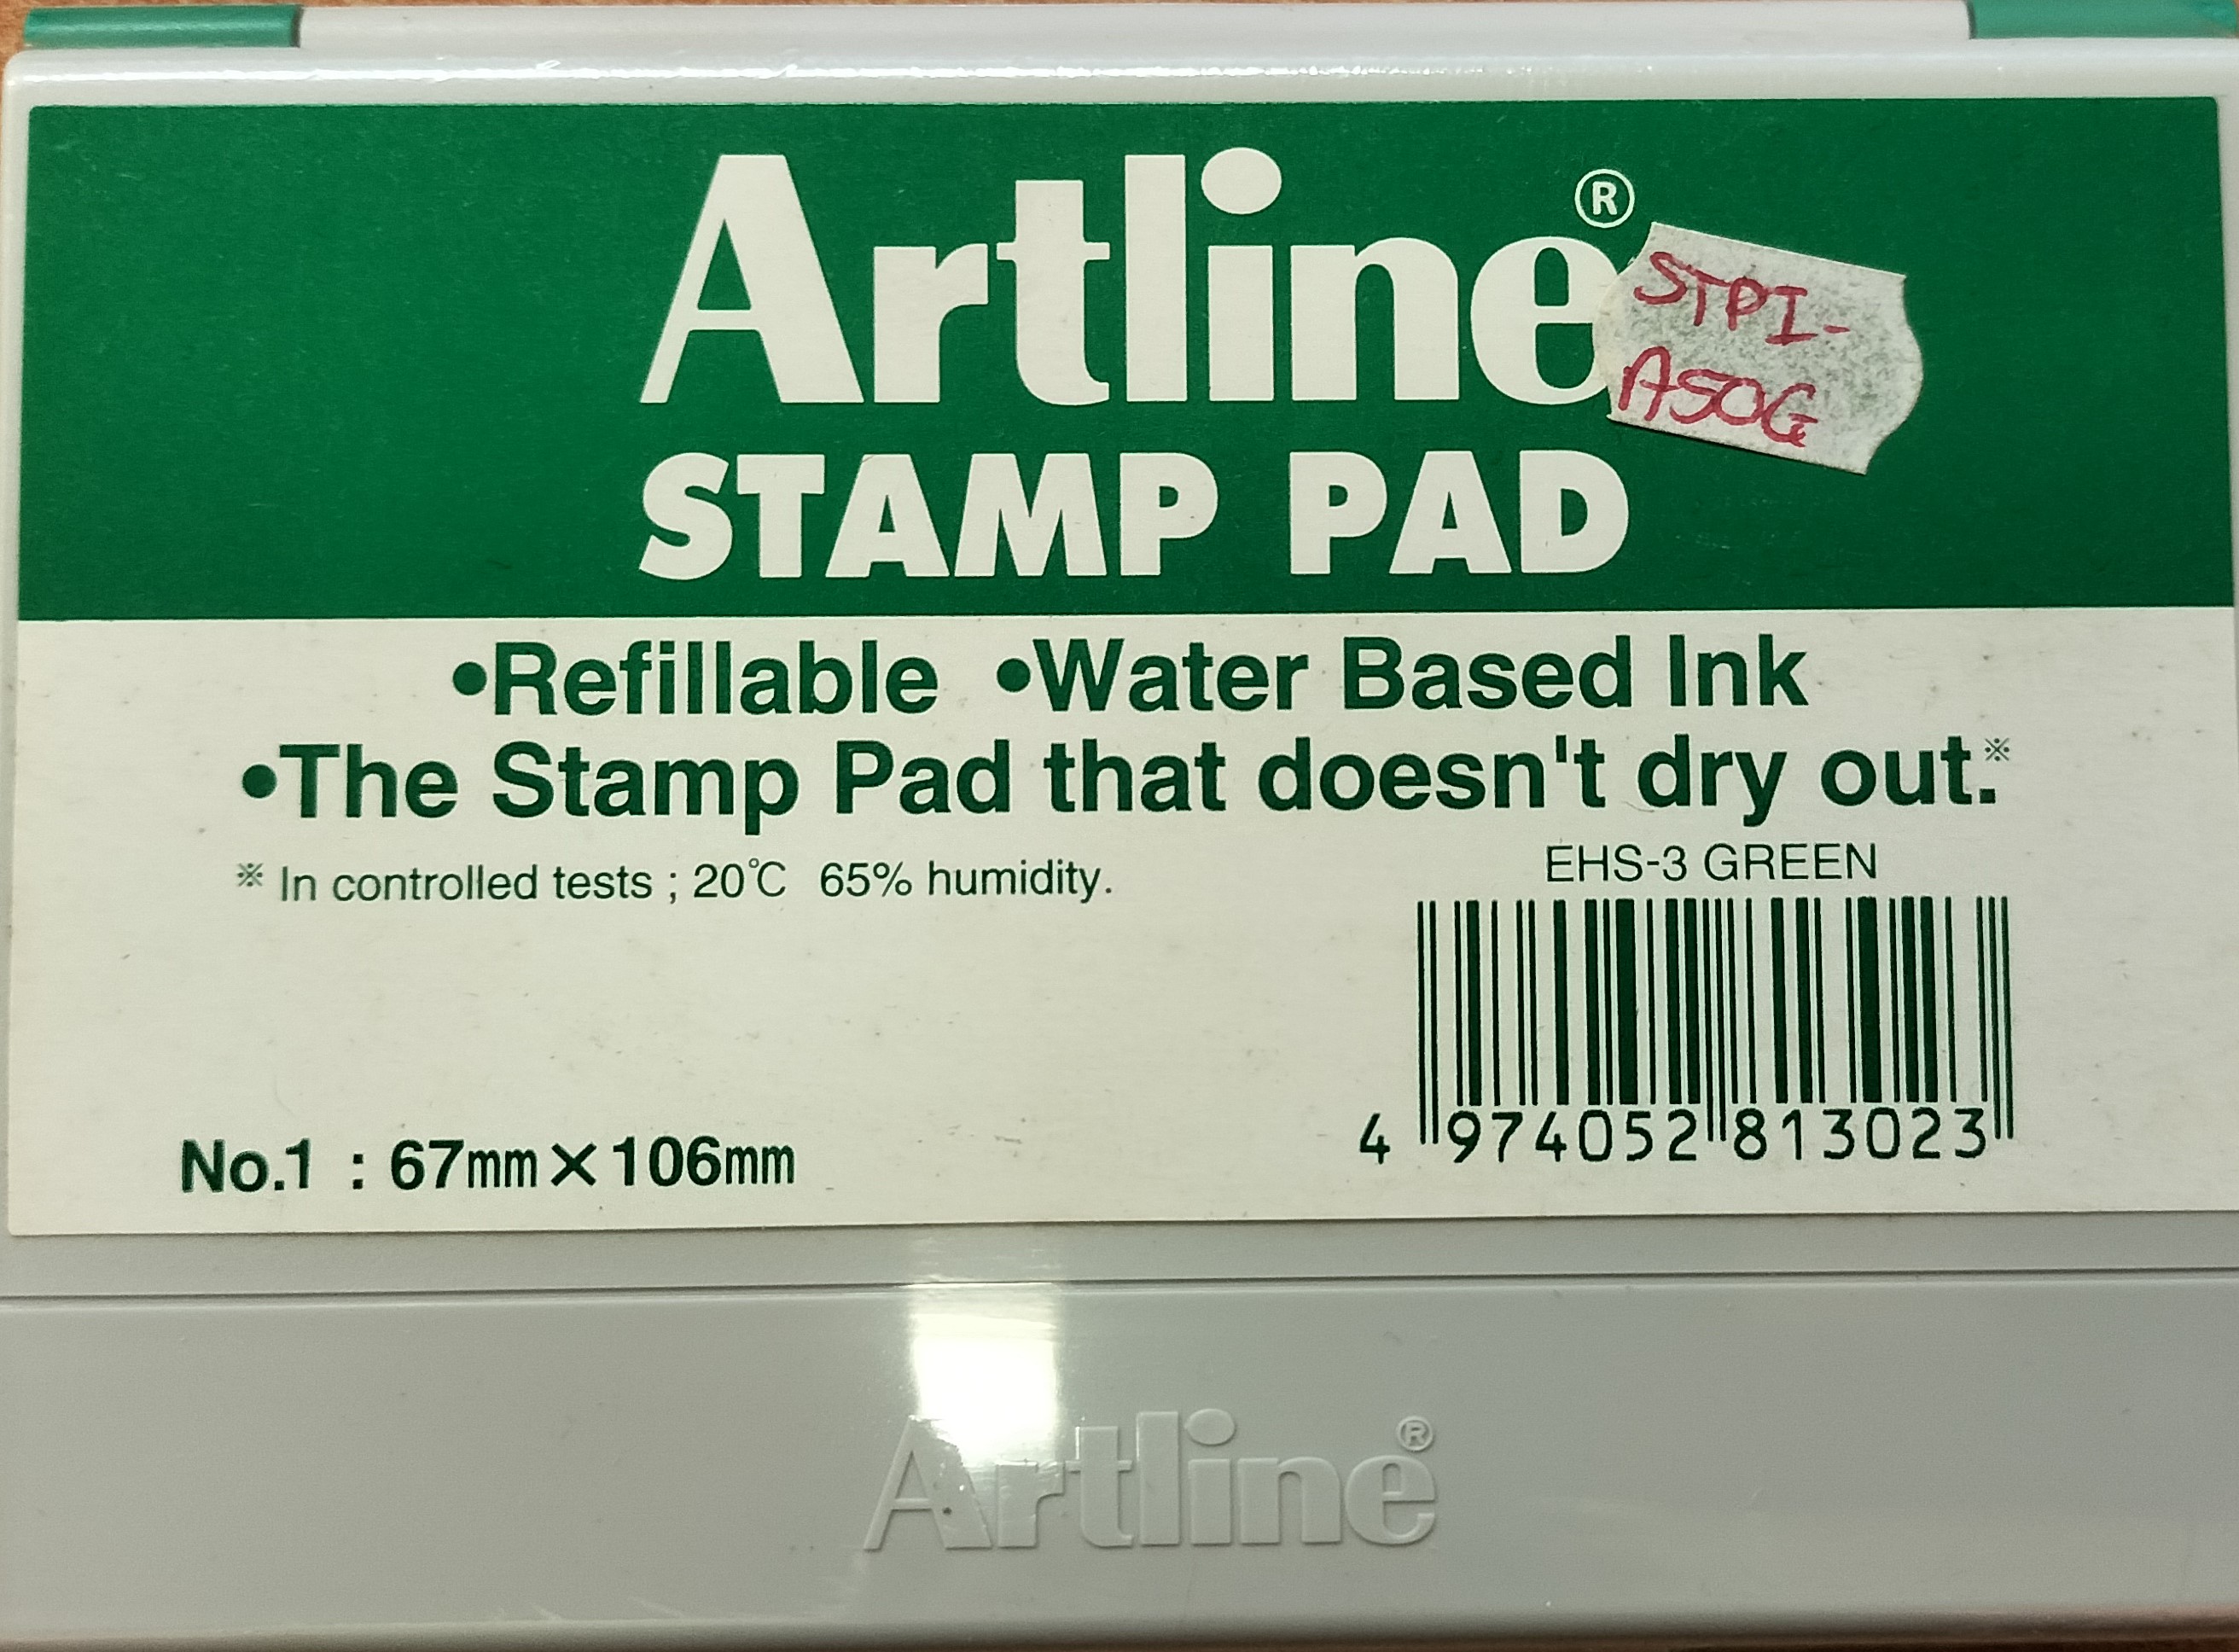 Artline®
STPI-
A50G
STAMP PAD
•Refillable •Water Based Ink
•The Stamp Pad that doesn't dry out.※
※ In controlled tests ; 20℃ 65% humidity.
EHS-3 GREEN
4 974052 813023
No.1 : 67mm×106mm
Artline®